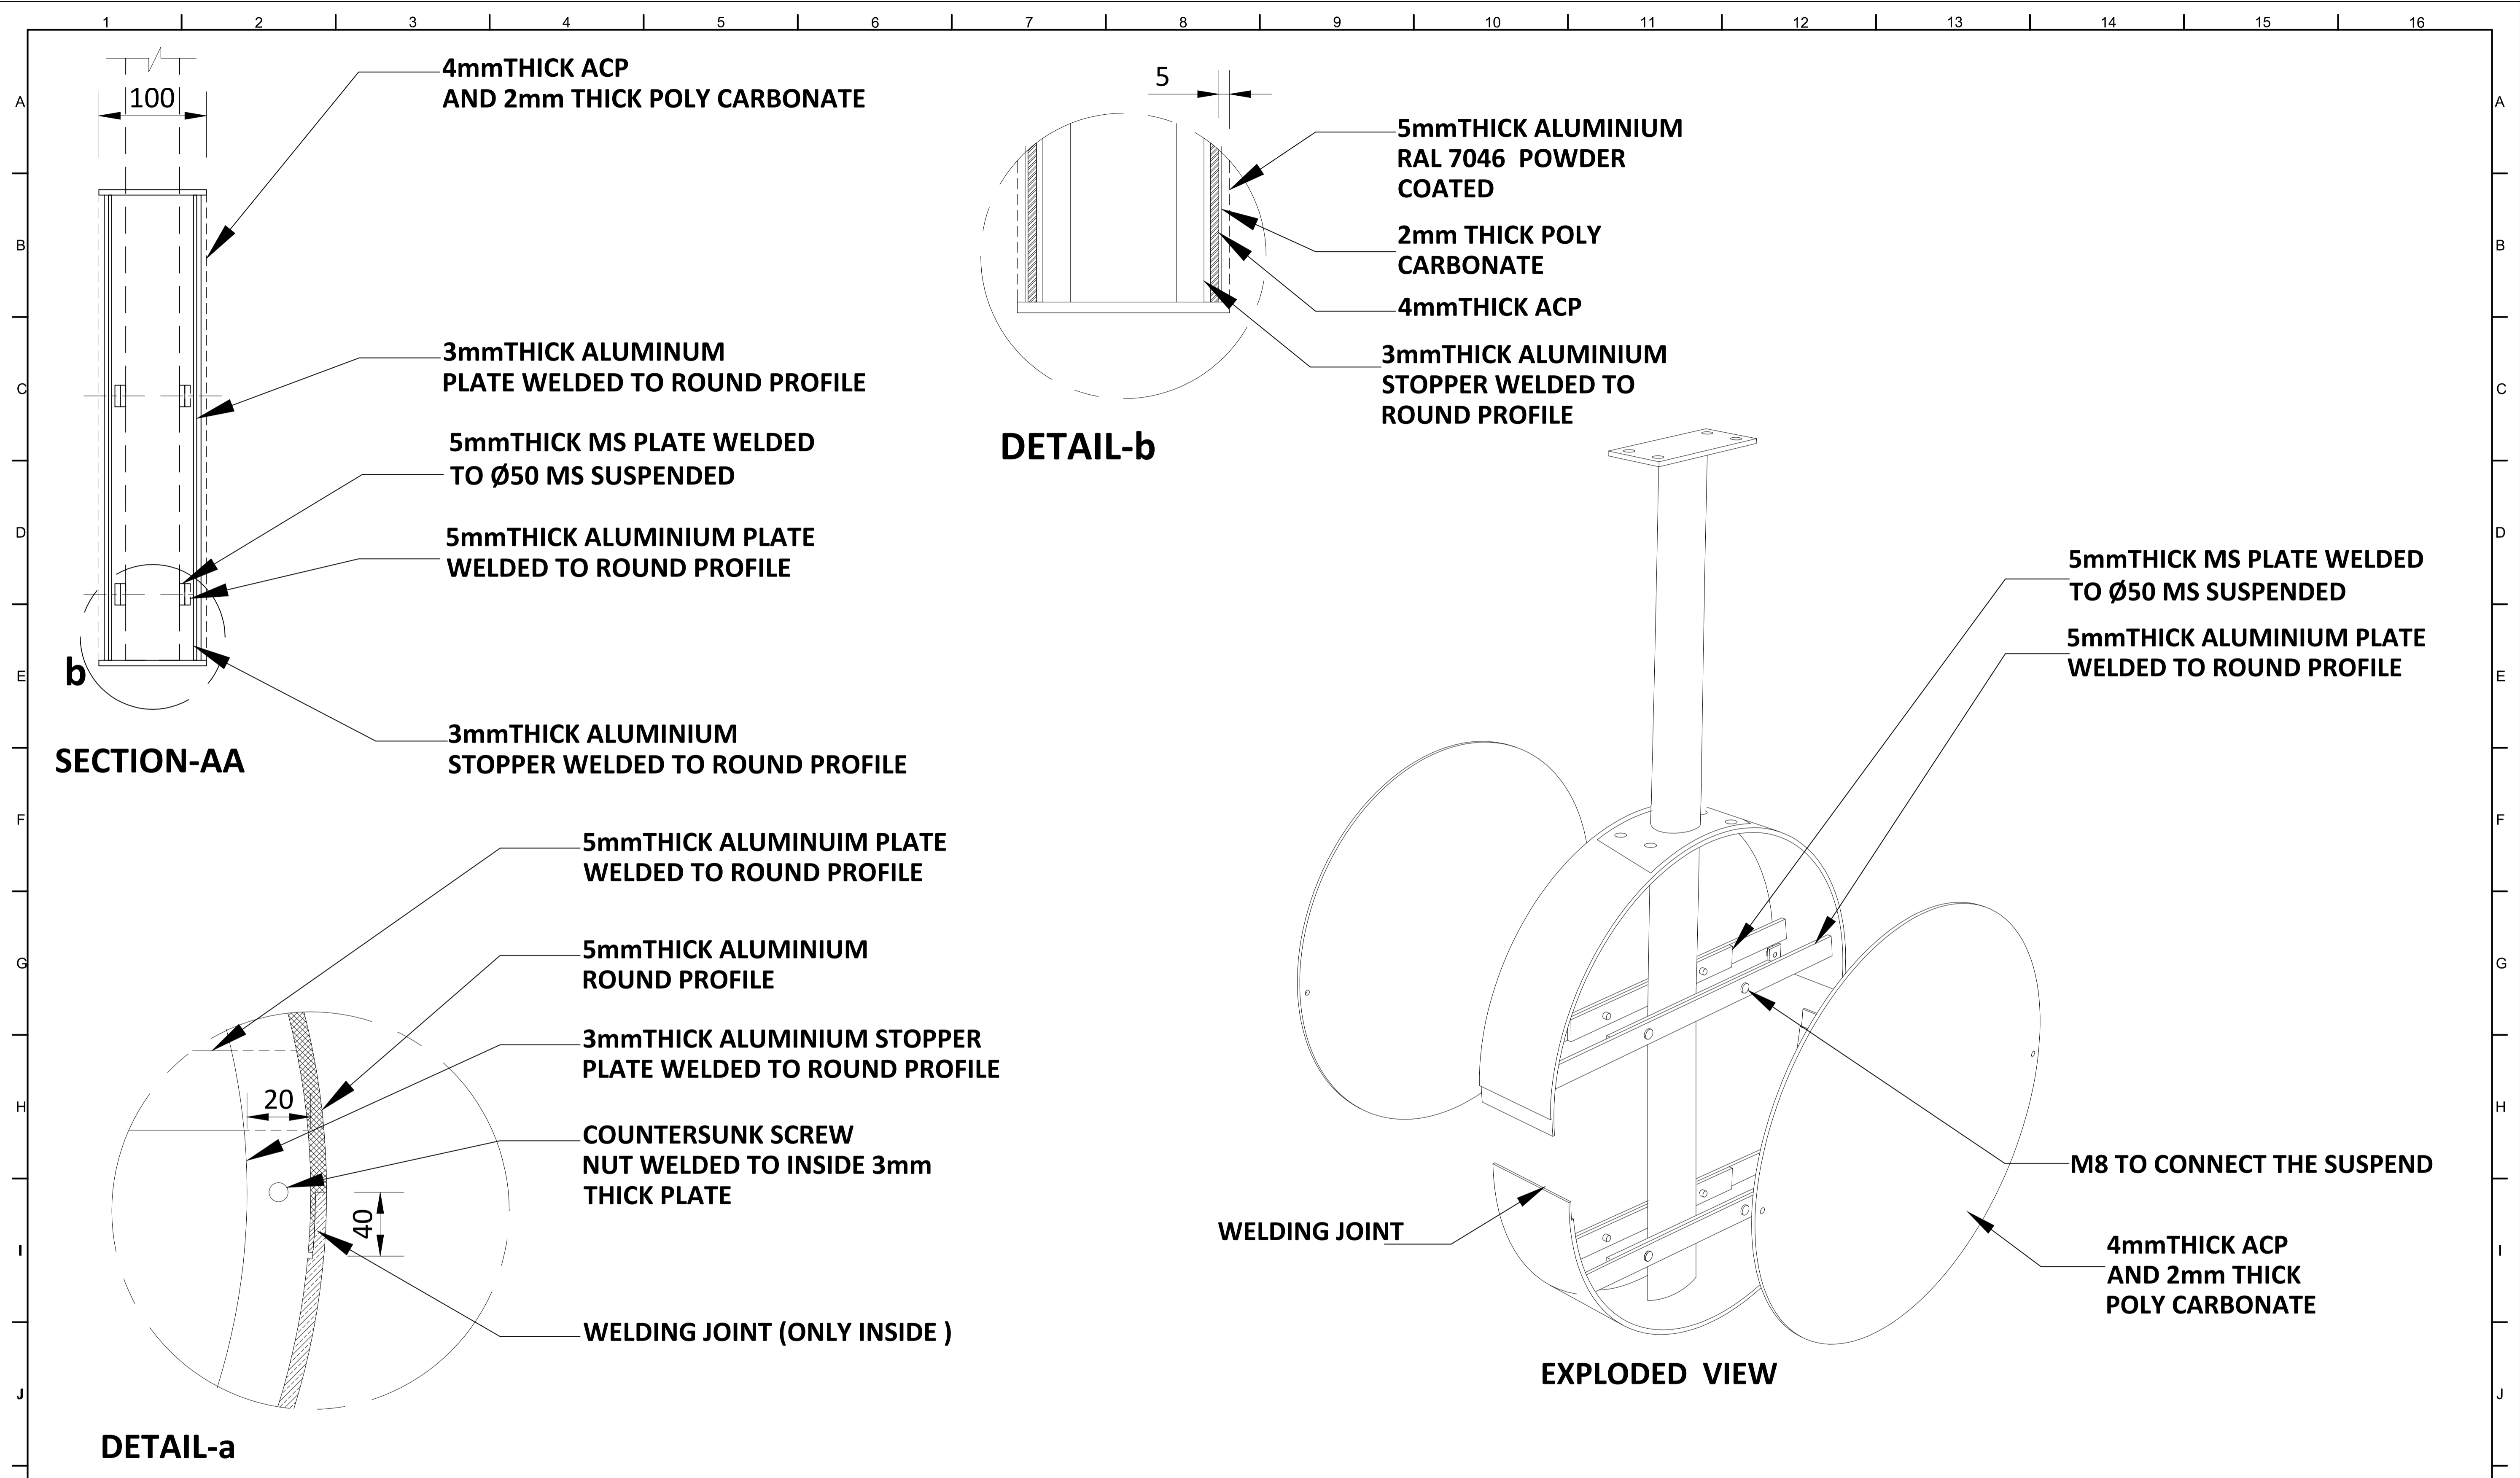 1 2 3 4 5 6 7 8 9 10 11 12 13 14 15 16
A A
B B
C C
D D
E E
F F
G G
H H
I I
J J
100
4mmTHICK ACP
AND 2mm THICK POLY CARBONATE
3mmTHICK ALUMINUM
PLATE WELDED TO ROUND PROFILE
5mmTHICK MS PLATE WELDED
TO Ø50 MS SUSPENDED
5mmTHICK ALUMINIUM PLATE
WELDED TO ROUND PROFILE
b
3mmTHICK ALUMINIUM
STOPPER WELDED TO ROUND PROFILE
SECTION-AA
5
5mmTHICK ALUMINIUM
RAL 7046 POWDER
COATED
2mm THICK POLY
CARBONATE
4mmTHICK ACP
3mmTHICK ALUMINIUM
STOPPER WELDED TO
ROUND PROFILE
DETAIL-b
5mmTHICK ALUMINUIM PLATE
WELDED TO ROUND PROFILE
5mmTHICK ALUMINIUM
ROUND PROFILE
3mmTHICK ALUMINIUM STOPPER
PLATE WELDED TO ROUND PROFILE
20
COUNTERSUNK SCREW
NUT WELDED TO INSIDE 3mm
THICK PLATE
40
WELDING JOINT (ONLY INSIDE )
DETAIL-a
5mmTHICK MS PLATE WELDED
TO Ø50 MS SUSPENDED
5mmTHICK ALUMINIUM PLATE
WELDED TO ROUND PROFILE
M8 TO CONNECT THE SUSPEND
WELDING JOINT
4mmTHICK ACP
AND 2mm THICK
POLY CARBONATE
EXPLODED VIEW